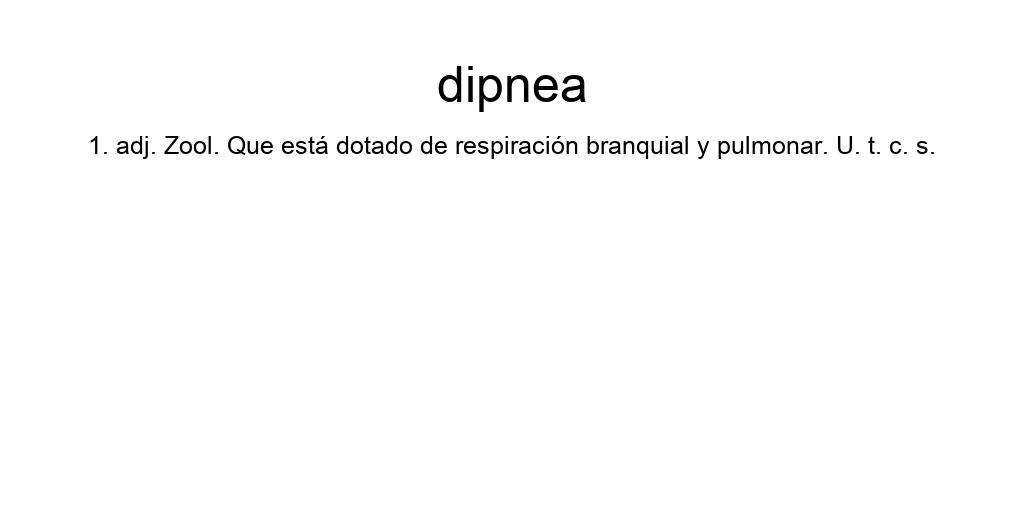 dipnea
1. adj. Zool. Que está dotado de respiración branquial y pulmonar. U. t. c. s.